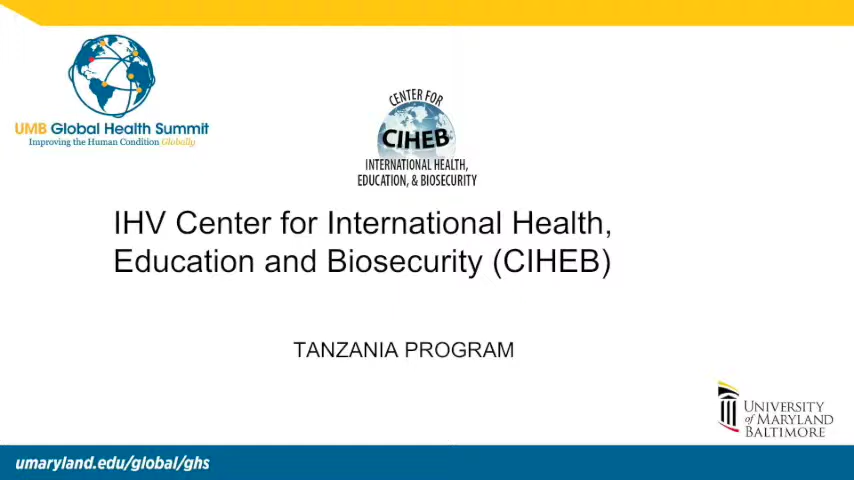 UMB Global Health Summit
Improving the Human Condition Globally
CENTER FOR
CIHEB
INTERNATIONAL HEALTH,
EDUCATION, & BIOSECURITY
IHV Center for International Health,
Education and Biosecurity (CIHEB)
TANZANIA PROGRAM
UNIVERSITY
of MARYLAND
BALTIMORE
umaryland.edu/global/ghs